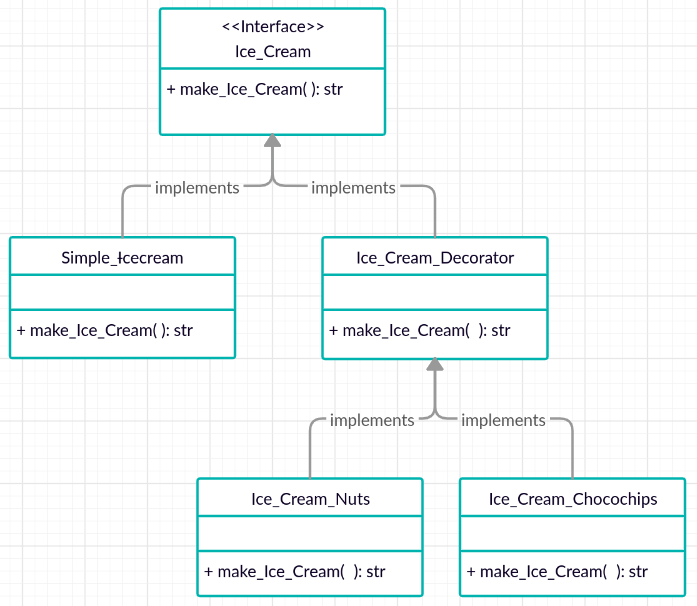 <<Interface>>
Ice_Cream
+ make_Ice_Cream( ): str
implements
implements
Simple_Icecream
Ice_Cream_Decorator
+ make_Ice_Cream( ): str
+ make_Ice_Cream(  ): str
implements
implements
Ice_Cream_Nuts
Ice_Cream_Chocochips
+ make_Ice_Cream(  ): str
+ make_Ice_Cream(  ): str